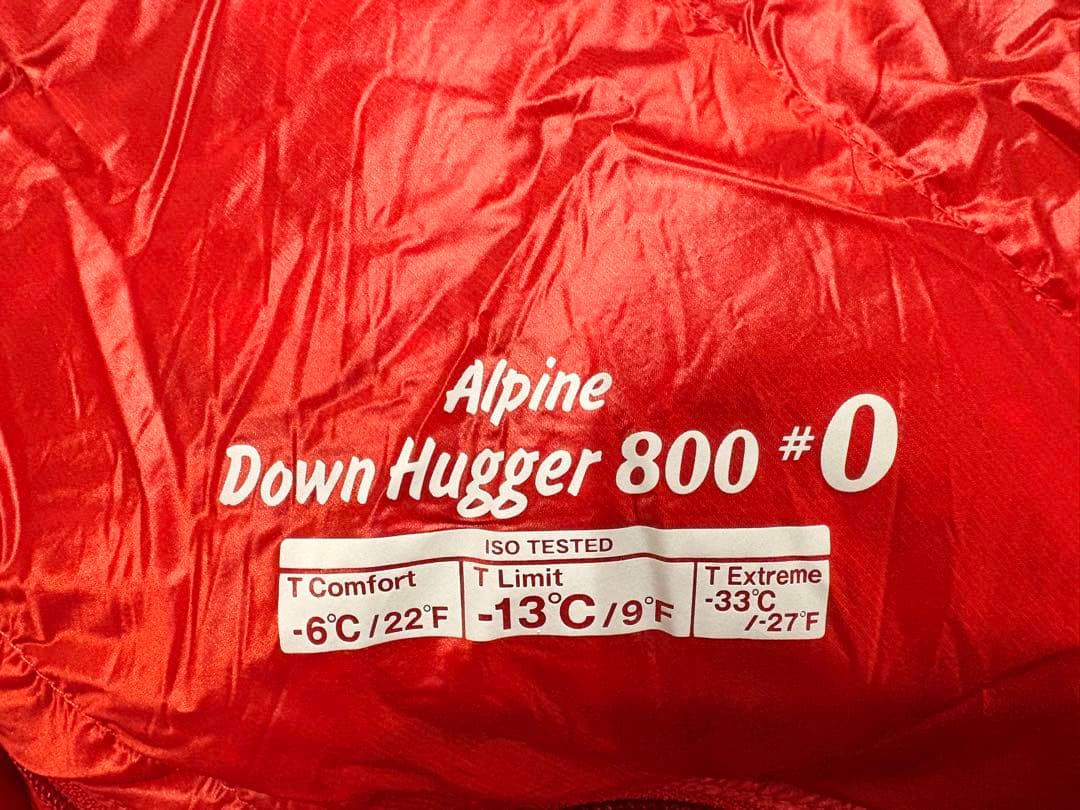 Alpine
Down Hugger 800 #0
ISO TESTED
T Comfort
-6°C/22°F
T Limit
-13°C/9°F
T Extreme
-33°C
/-27°F